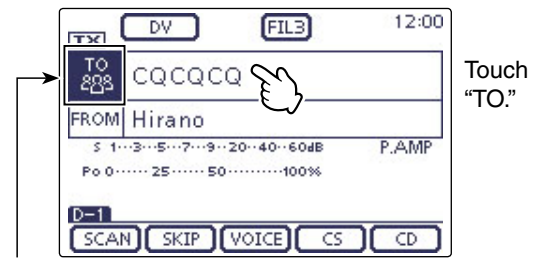 DV FIL3 12:00
TX
TO CQCQCQ
Touch
“TO.”
FROM Hirano
S 1···3···5···7···9··20··40··60dB P.AMP
Po 0······ 25 ······ 50 ··········100%
D-1
SCAN SKIP VOICE CS CD